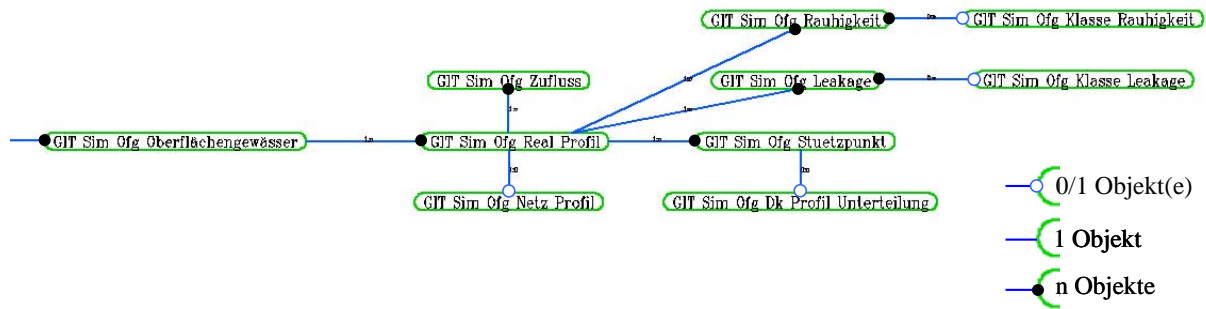 GIT Sim Ofg Rauhigkeit
GIT Sim Ofg Klasse Rauhigkeit
GIT Sim Ofg Zufluss
GIT Sim Ofg Leakage
GIT Sim Ofg Klasse Leakage
GIT Sim Ofg Oberflächengewässer
GIT Sim Ofg Real Profil
GIT Sim Ofg Stuetzpunkt
GIT Sim Ofg Netz Profil
GIT Sim Ofg Dk Profil Unterteilung
0/1 Objekt(e)
1 Objekt
n Objekte